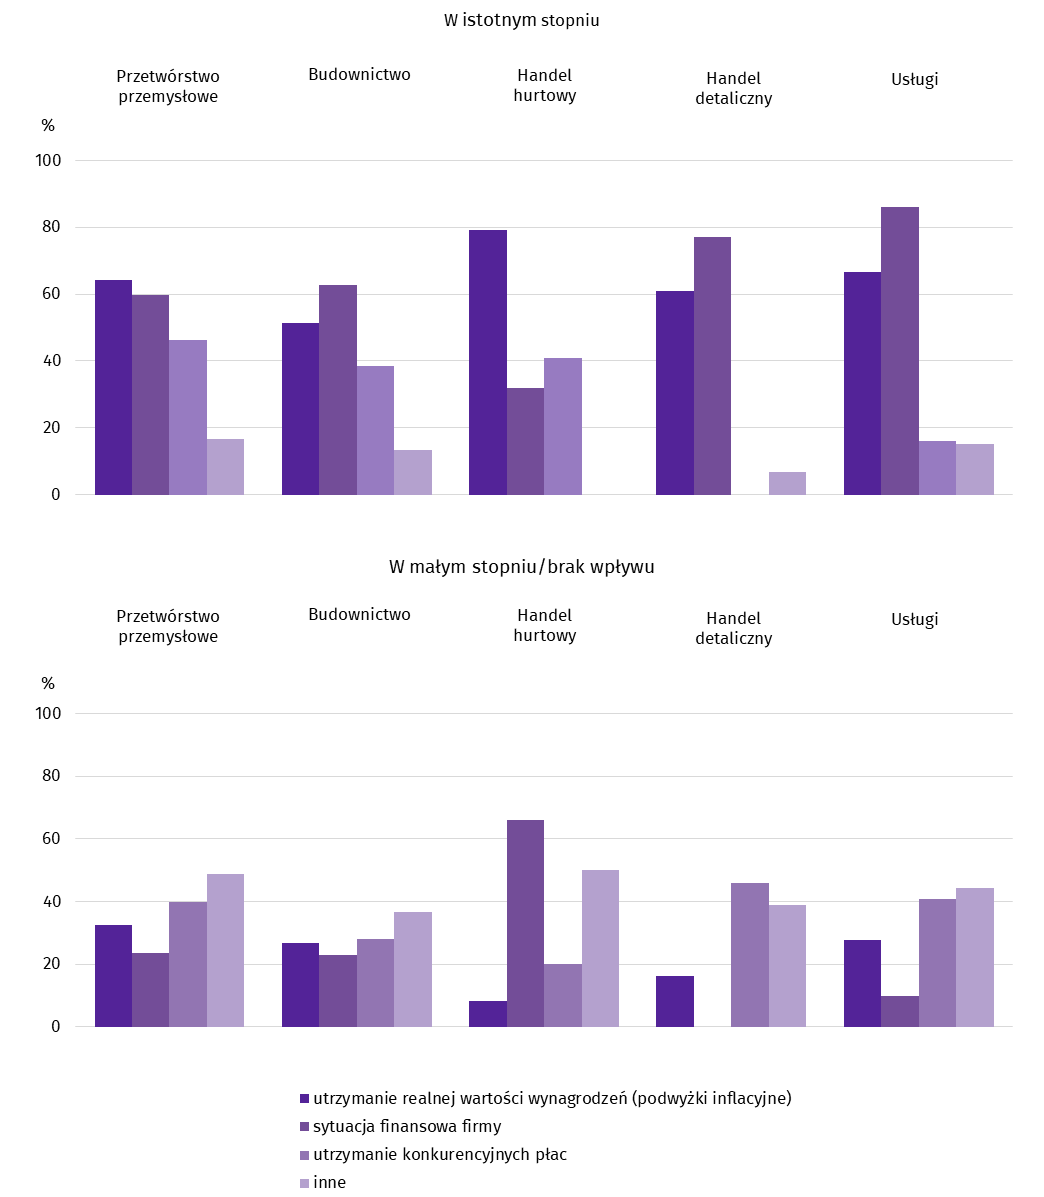 W istotnym stopniu
Przetwórstwo
przemysłowe
Budownictwo
Handel
hurtowy
Handel
detaliczny
Usługi
%
100
80
60
40
20
0
W małym stopniu/brak wpływu
Przetwórstwo
przemysłowe
Budownictwo
Handel
hurtowy
Handel
detaliczny
Usługi
%
100
80
60
40
20
0
utrzymanie realnej wartości wynagrodzeń (podwyżki inflacyjne)
sytuacja finansowa firmy
utrzymanie konkurencyjnych płac
inne